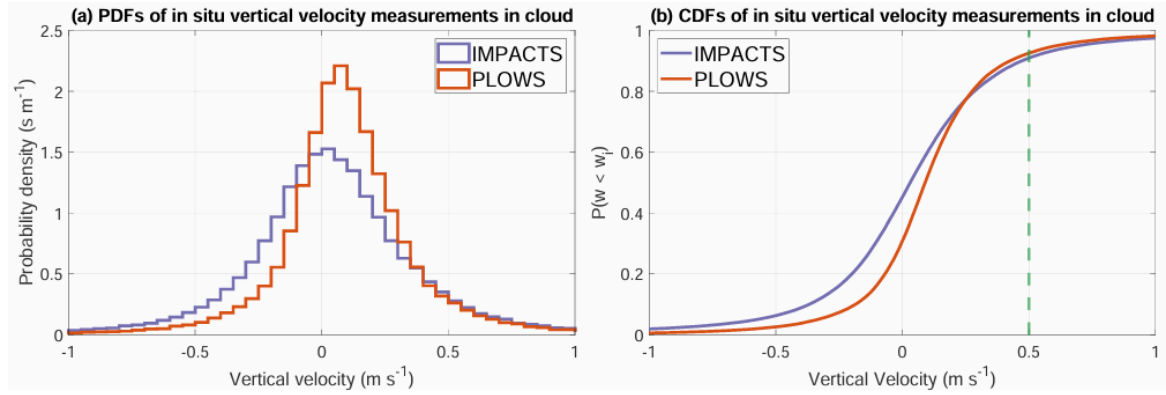 (a) PDFs of in situ vertical velocity measurements in cloud
2.5
2
1.5
1
0.5
0
Probability density (s m⁻¹)
IMPACTS
PLOWS
-1
-0.5
0
0.5
1
Vertical velocity (m s⁻¹)
(b) CDFs of in situ vertical velocity measurements in cloud
1
0.8
0.6
0.4
0.2
0
P(w < wᵢ)
IMPACTS
PLOWS
-1
-0.5
0
0.5
1
Vertical Velocity (m s⁻¹)